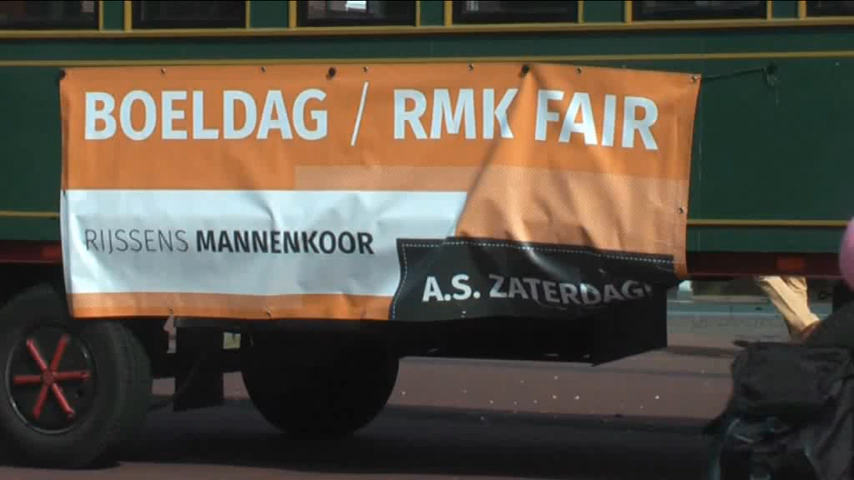 BOELDAG / RMK FAIR
RIJSSENS MANNENKOOR
A.S. ZATERDAG!